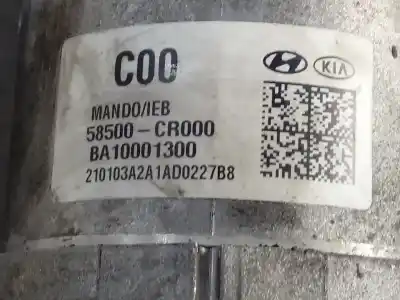 C00
KIA
MANDO/IEB
58500-CR000
BA10001300
210103A2A1AD0227B8